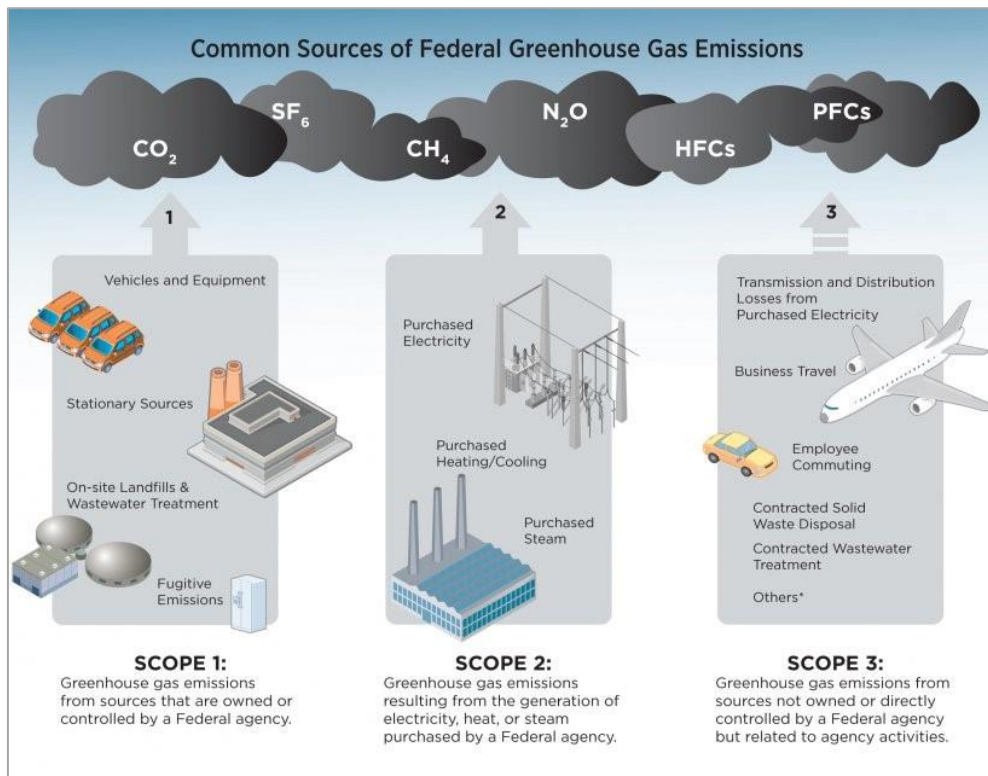 Common Sources of Federal Greenhouse Gas Emissions
SF₆
N₂O
PFCs
CO₂
CH₄
HFCs
1
2
3
Vehicles and Equipment
Stationary Sources
On-site Landfills &
Wastewater Treatment
Fugitive
Emissions
Purchased
Electricity
Purchased
Heating/Cooling
Purchased
Steam
Transmission and Distribution
Losses from
Purchased Electricity
Business Travel
Employee
Commuting
Contracted Solid
Waste Disposal
Contracted Wastewater
Treatment
Others*
SCOPE 1:
Greenhouse gas emissions
from sources that are owned or
controlled by a Federal agency.
SCOPE 2:
Greenhouse gas emissions
resulting from the generation of
electricity, heat, or steam
purchased by a Federal agency.
SCOPE 3:
Greenhouse gas emissions from
sources not owned or directly
controlled by a Federal agency
but related to agency activities.